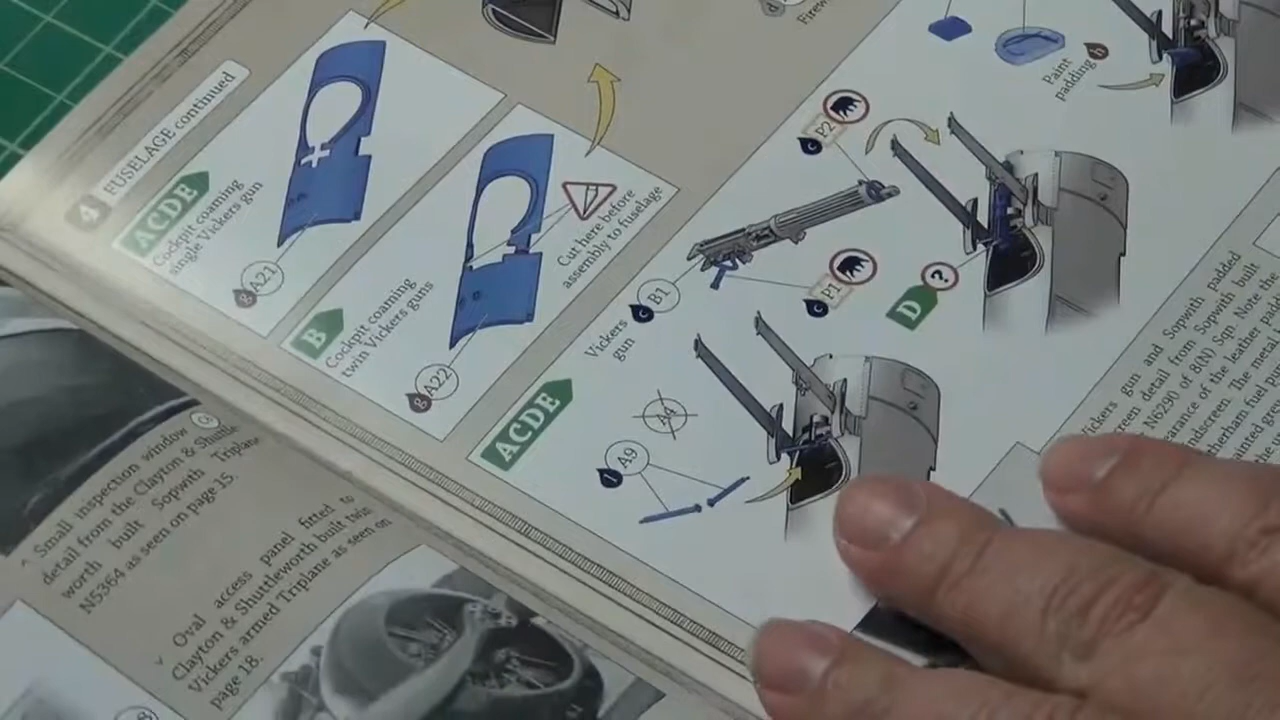 4 FUSELAGE continued
ACDE
Cockpit coaming
single Vickers gun
g A21
B
Cockpit coaming
twin Vickers guns
g A22
Cut here before
assembly to fuselage
Paint
padding h
c P2
c P1
Vickers
gun
c B1
D ?
ACDE
A4
A9
Vickers gun and Sopwith padded
detail from Sopwith built
N6290 of 8(N) Sqn. Note the
of the leather padd
The metal
fuel
Small inspection window
detail from the Clayton & Shuttle
worth built Sopwith Triplane
N5364 as seen on page 15.
Oval access panel fitted to
Clayton & Shuttleworth built twin
Vickers armed Triplane as seen on
page 18.